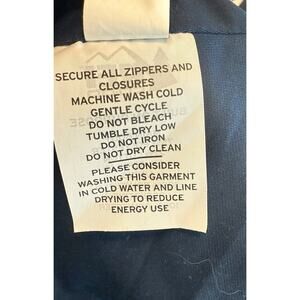 SECURE ALL ZIPPERS AND
CLOSURES
MACHINE WASH COLD
GENTLE CYCLE
DO NOT BLEACH
TUMBLE DRY LOW
DO NOT IRON
DO NOT DRY CLEAN
PLEASE CONSIDER
WASHING THIS GARMENT
IN COLD WATER AND LINE
DRYING TO REDUCE
ENERGY USE